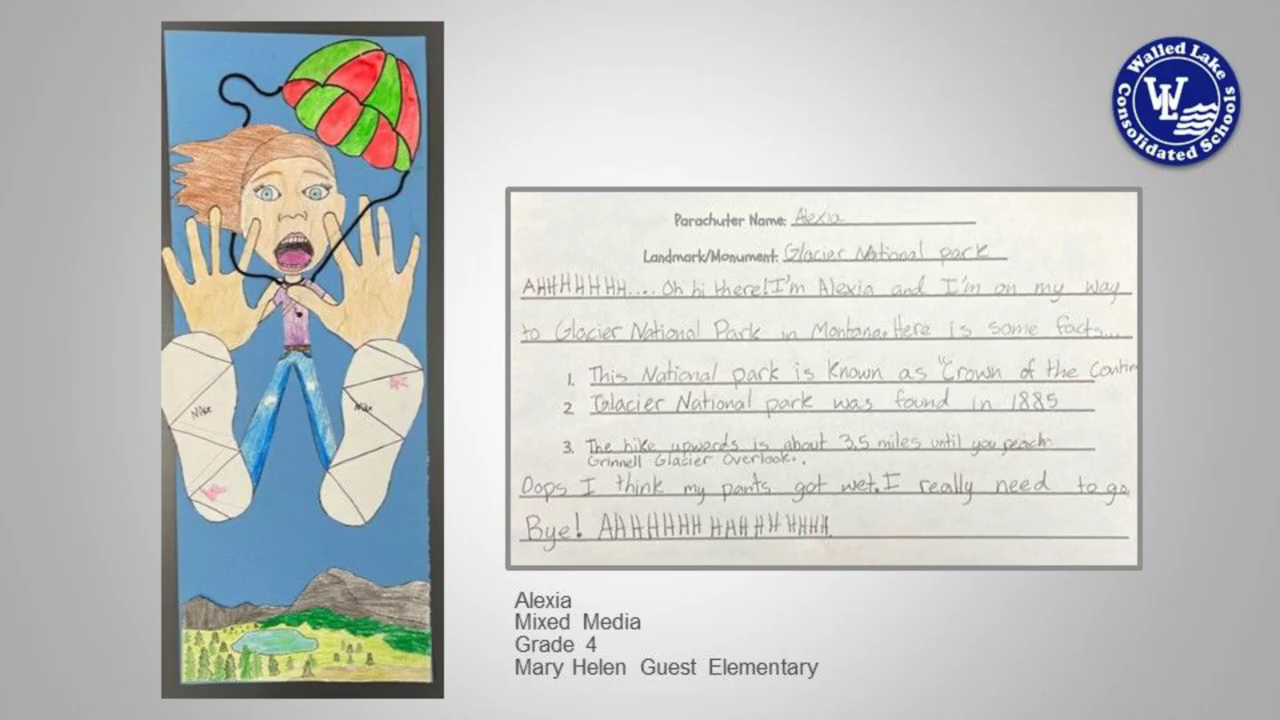 Walled Lake
Consolidated Schools
WL
Nike
Nike
Parachuter Name: Alexia
Landmark/Monument: Glacier National park
AHHHHHHH.... Oh hi there! I'm Alexia and I'm on my way
to Glacier National Park in Montana. Here is some facts...
1. This National park is known as "Crown of the Contin
2 Glacier National park was found in 1885
3. The hike upwards is about 3.5 miles until you reach
Grinnell Glacier Overlook..
Oops I think my pants got wet. I really need to go,
Bye! AHHHHHH HHHHH HHHH.
Alexia
Mixed Media
Grade 4
Mary Helen Guest Elementary